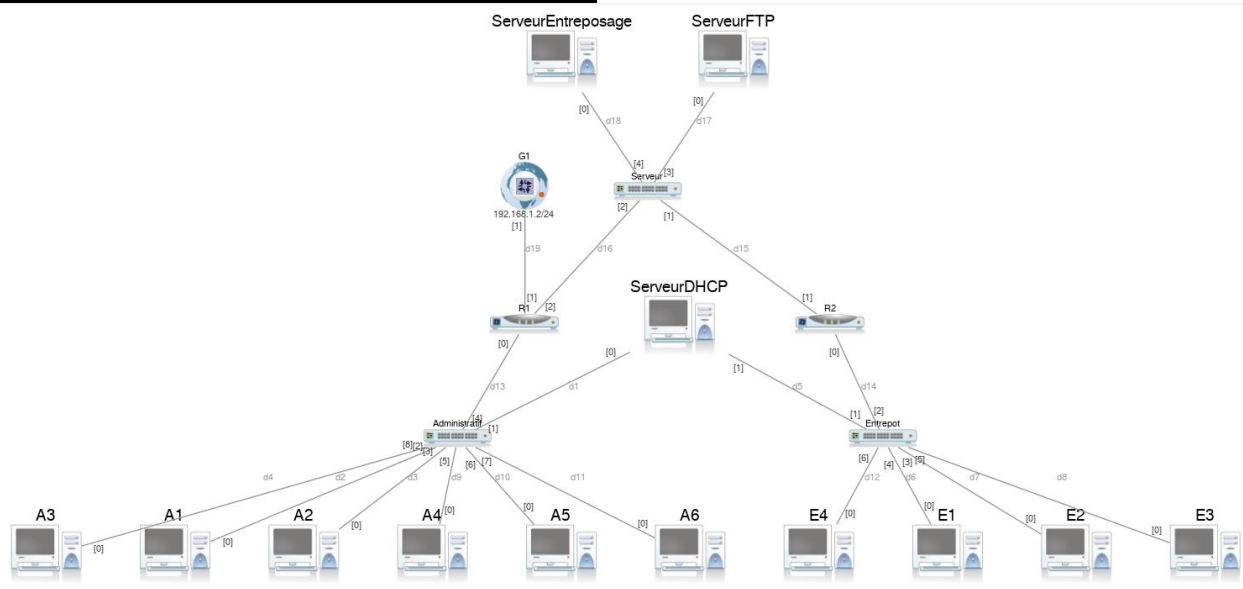 ServeurEntreposage ServeurFTP
[0] [0]
d18 d17
G1
[4] [3]
Serveur
192.168.1.2/24
[2] [1]
[1]
d19 d16 d15
ServeurDHCP
[1] [2] [1]
R1 R2
[0] [0] [0]
[1]
d13 d1 d5 d14
[4] [1] [1] [2]
Administratif Entrepot
[8] [2] [3] [5] [6] [7] [6] [4] [3] [5]
d4 d2 d3 d9 d10 d11 d12 d6 d7 d8
A3 A1 A2 A4 A5 A6 E4 E1 E2 E3
[0] [0] [0] [0] [0] [0] [0] [0] [0] [0]